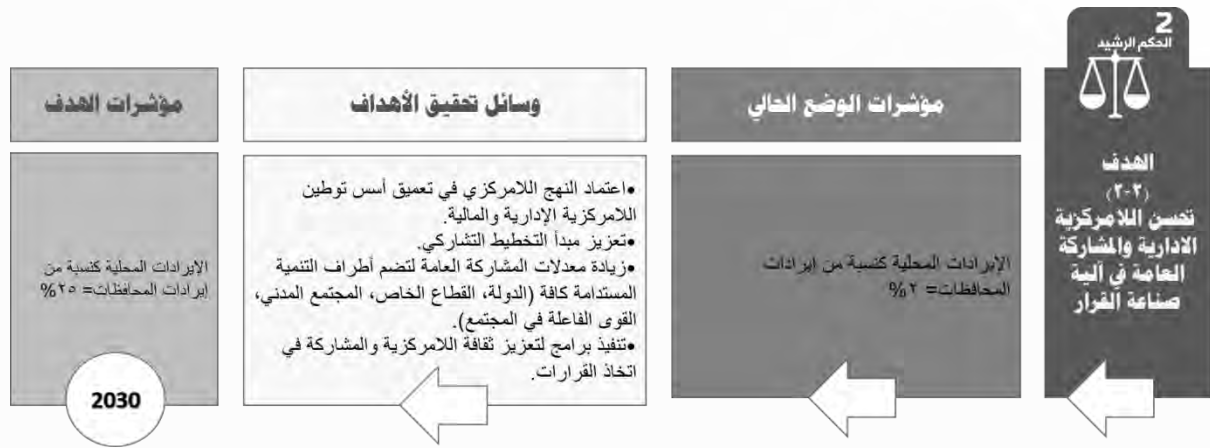 2
الحكم الرشيد
الهدف
(٢-٢)
تحسن اللامركزية
الادارية والمشاركة
العامة في آلية
صناعة القرار
مؤشرات الوضع الحالي
الإيرادات المحلية كنسبة من إيرادات
المحافظات= ٢%
وسائل تحقيق الأهداف
•اعتماد النهج اللامركزي في تعميق أسس توطين
اللامركزية الإدارية والمالية.
•تعزيز مبدأ التخطيط التشاركي.
•زيادة معدلات المشاركة العامة لتضم أطراف التنمية
المستدامة كافة (الدولة، القطاع الخاص، المجتمع المدني،
القوى الفاعلة في المجتمع).
•تنفيذ برامج لتعزيز ثقافة اللامركزية والمشاركة في
اتخاذ القرارات.
مؤشرات الهدف
الإيرادات المحلية كنسبة من
إيرادات المحافظات= ٢٥%
2030